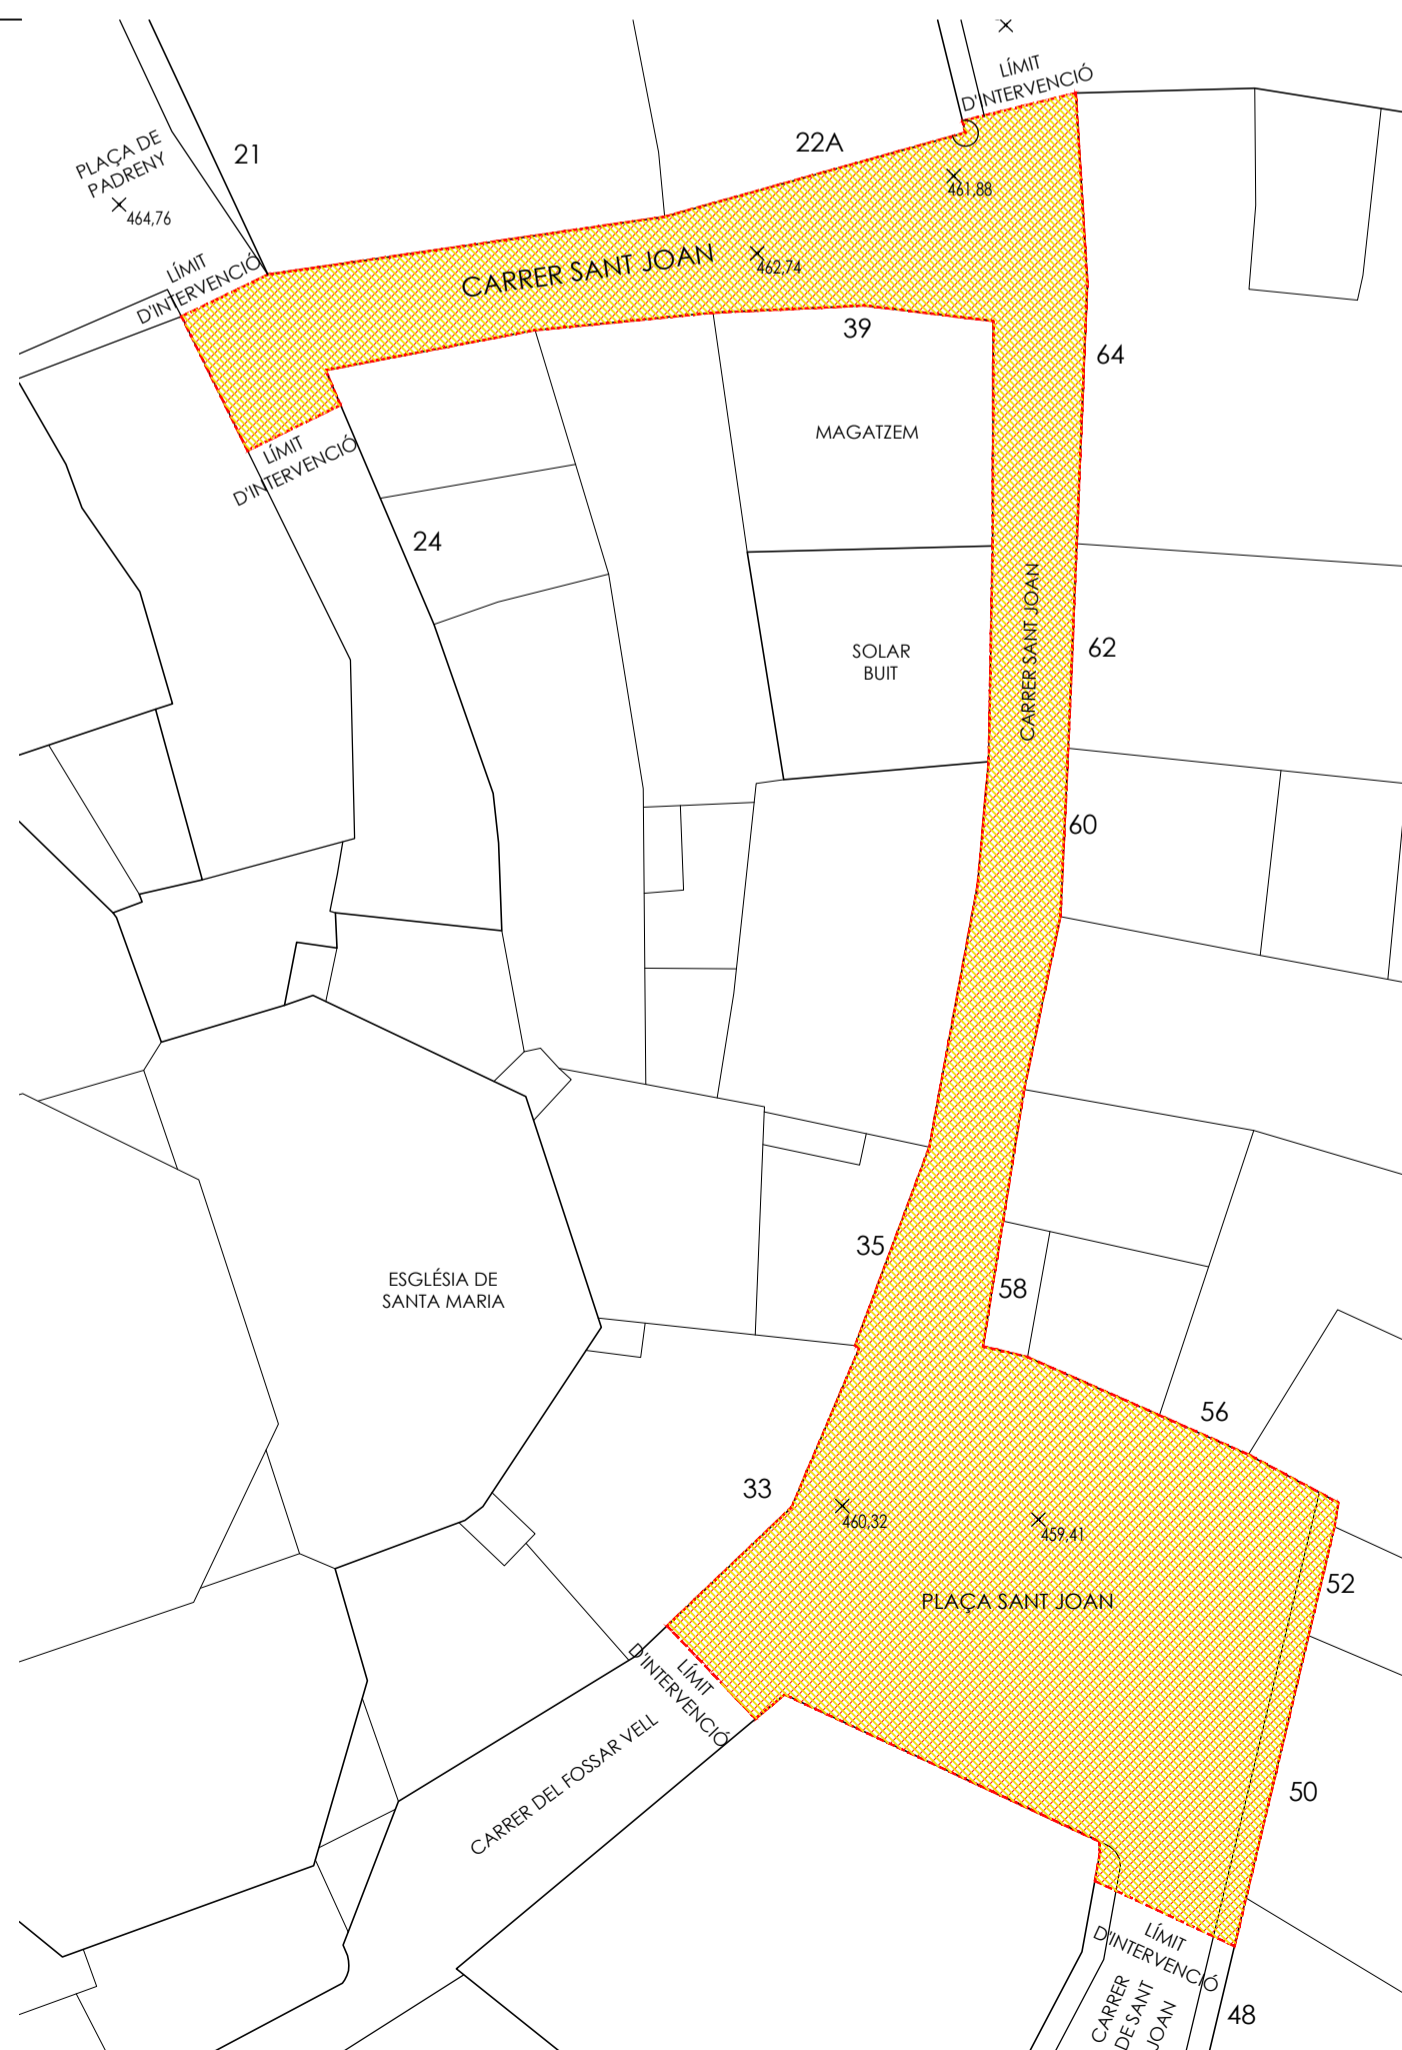 LÍMIT
D'INTERVENCIÓ
22A
21
PLAÇA DE
PADRENY
464,76
461,88
LÍMIT
D'INTERVENCIÓ
CARRER SANT JOAN
462,74
39
64
MAGATZEM
LÍMIT
D'INTERVENCIÓ
24
CARRER SANT JOAN
62
SOLAR
BUIT
60
35
ESGLÉSIA DE
SANTA MARIA
58
56
33
460,32
459,41
52
PLAÇA SANT JOAN
LÍMIT
D'INTERVENCIÓ
CARRER DEL FOSSAR VELL
50
LÍMIT
D'INTERVENCIÓ
CARRER
DE SANT
JOAN
48